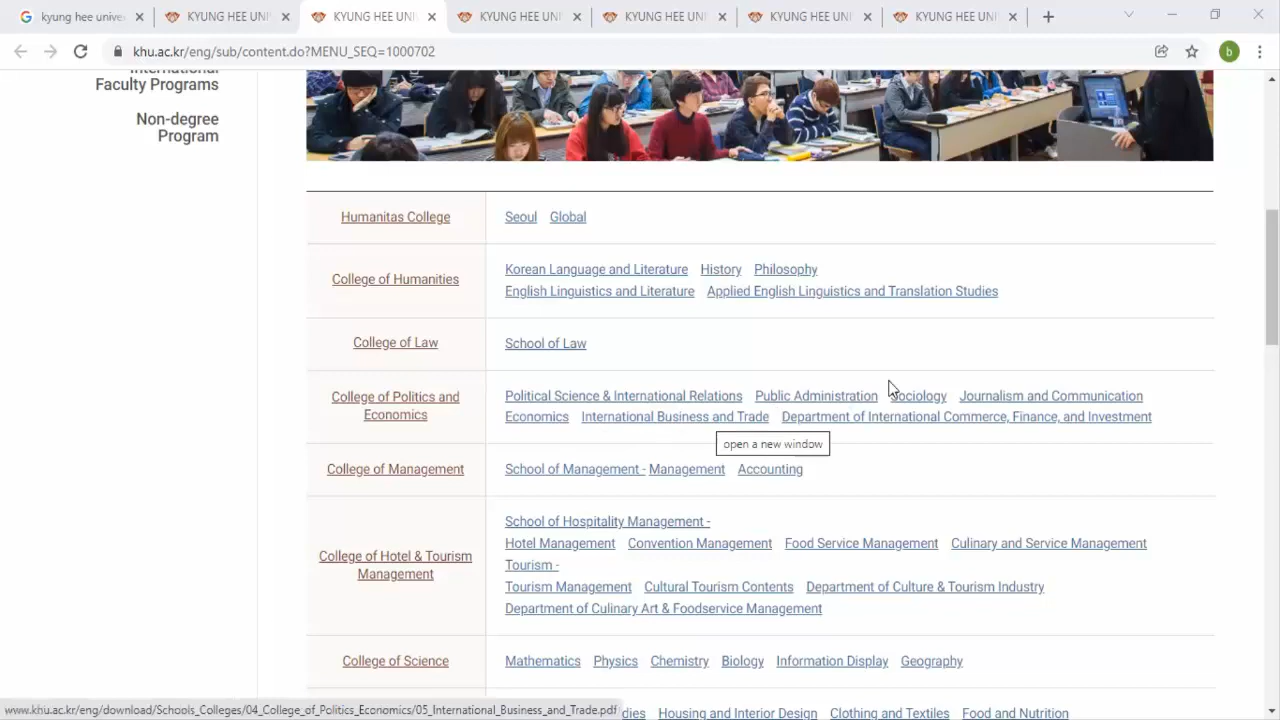 kyung hee univers
KYUNG HEE UNI
KYUNG HEE UNI
KYUNG HEE UNI
KYUNG HEE UNI
KYUNG HEE UNI
KYUNG HEE UNI
khu.ac.kr/eng/sub/content.do?MENU_SEQ=1000702
b
International
Faculty Programs
Non-degree
Program
Humanitas College
Seoul Global
College of Humanities
Korean Language and Literature History Philosophy
English Linguistics and Literature Applied English Linguistics and Translation Studies
College of Law
School of Law
College of Politics and
Economics
Political Science & International Relations Public Administration Sociology Journalism and Communication
Economics International Business and Trade Department of International Commerce, Finance, and Investment
open a new window
College of Management
School of Management - Management Accounting
College of Hotel & Tourism
Management
School of Hospitality Management -
Hotel Management Convention Management Food Service Management Culinary and Service Management
Tourism -
Tourism Management Cultural Tourism Contents Department of Culture & Tourism Industry
Department of Culinary Art & Foodservice Management
College of Science
Mathematics Physics Chemistry Biology Information Display Geography
www.khu.ac.kr/eng/download/Schools_Colleges/04_College_of_Politics_Economics/05_International_Business_and_Trade.pdf
dies Housing and Interior Design Clothing and Textiles Food and Nutrition